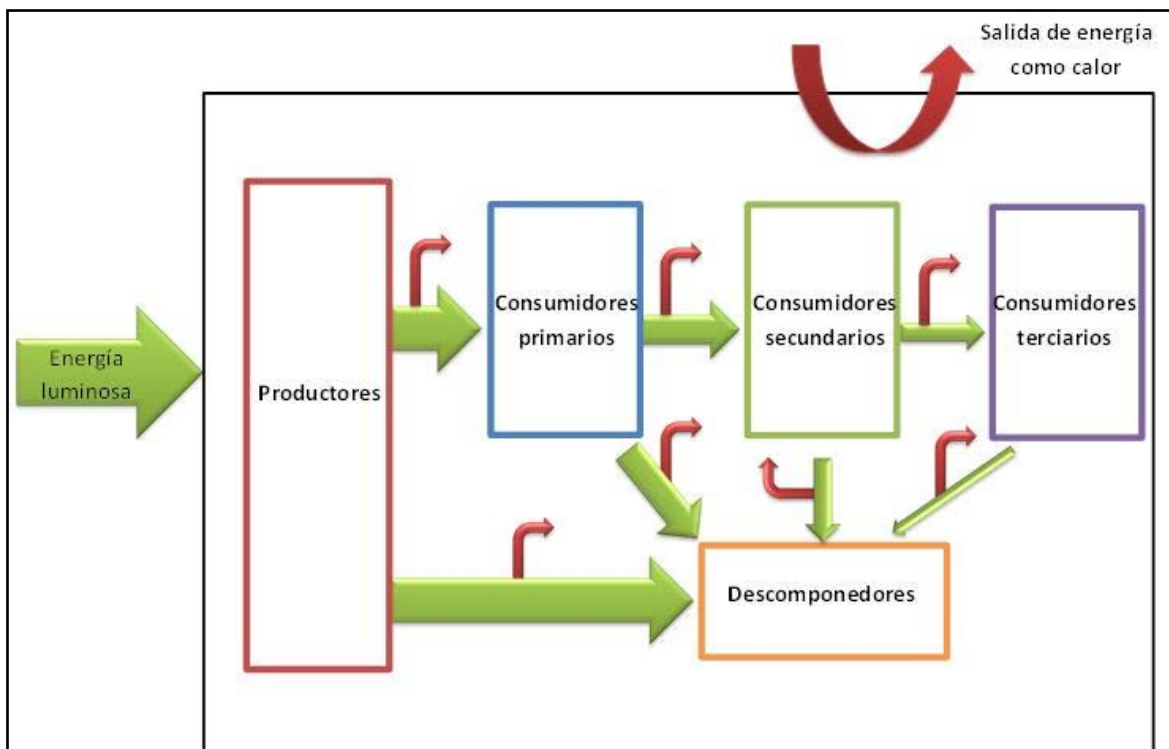 Salida de energía
como calor
Energía
luminosa
Productores
Consumidores
primarios
Consumidores
secundarios
Consumidores
terciarios
Descomponedores